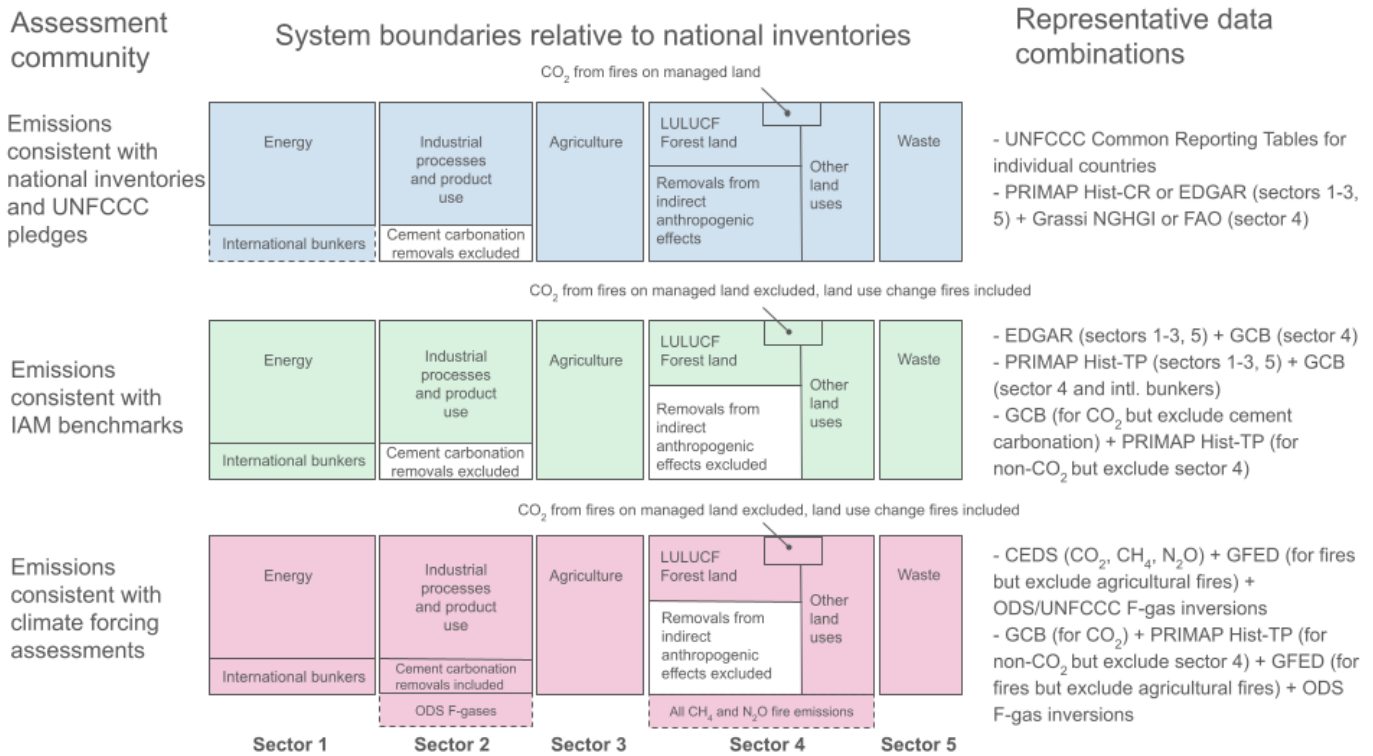 Assessment
community
System boundaries relative to national inventories
Representative data
combinations
CO2 from fires on managed land
Emissions
consistent with
national inventories
and UNFCCC
pledges
Energy
International bunkers
Industrial
processes
and product
use
Cement carbonation
removals excluded
Agriculture
LULUCF
Forest land
Removals from
indirect
anthropogenic
effects
Other
land
uses
Waste
- UNFCCC Common Reporting Tables for
individual countries
- PRIMAP Hist-CR or EDGAR (sectors 1-3,
5) + Grassi NGHGI or FAO (sector 4)
CO2 from fires on managed land excluded, land use change fires included
Emissions
consistent with
IAM benchmarks
Energy
International bunkers
Industrial
processes
and product
use
Cement carbonation
removals excluded
Agriculture
LULUCF
Forest land
Removals from
indirect
anthropogenic
effects excluded
Other
land
uses
Waste
- EDGAR (sectors 1-3, 5) + GCB (sector 4)
- PRIMAP Hist-TP (sectors 1-3, 5) + GCB
(sector 4 and intl. bunkers)
- GCB (for CO2 but exclude cement
carbonation) + PRIMAP Hist-TP (for
non-CO2 but exclude sector 4)
CO2 from fires on managed land excluded, land use change fires included
Emissions
consistent with
climate forcing
assessments
Energy
International bunkers
Industrial
processes
and product
use
Cement carbonation
removals included
ODS F-gases
Agriculture
LULUCF
Forest land
Removals from
indirect
anthropogenic
effects excluded
Other
land
uses
All CH4 and N2O fire emissions
Waste
- CEDS (CO2, CH4, N2O) + GFED (for fires
but exclude agricultural fires) +
ODS/UNFCCC F-gas inversions
- GCB (for CO2) + PRIMAP Hist-TP (for
non-CO2 but exclude sector 4) + GFED (for
fires but exclude agricultural fires) + ODS
F-gas inversions
Sector 1
Sector 2
Sector 3
Sector 4
Sector 5